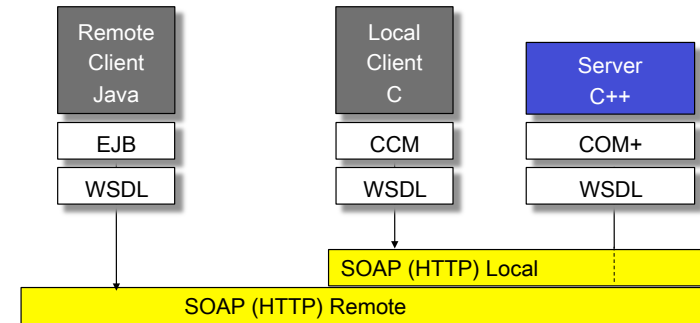 Remote
Client
Java
EJB
WSDL
Local
Client
C
CCM
WSDL
Server
C++
COM+
WSDL
SOAP (HTTP) Local
SOAP (HTTP) Remote